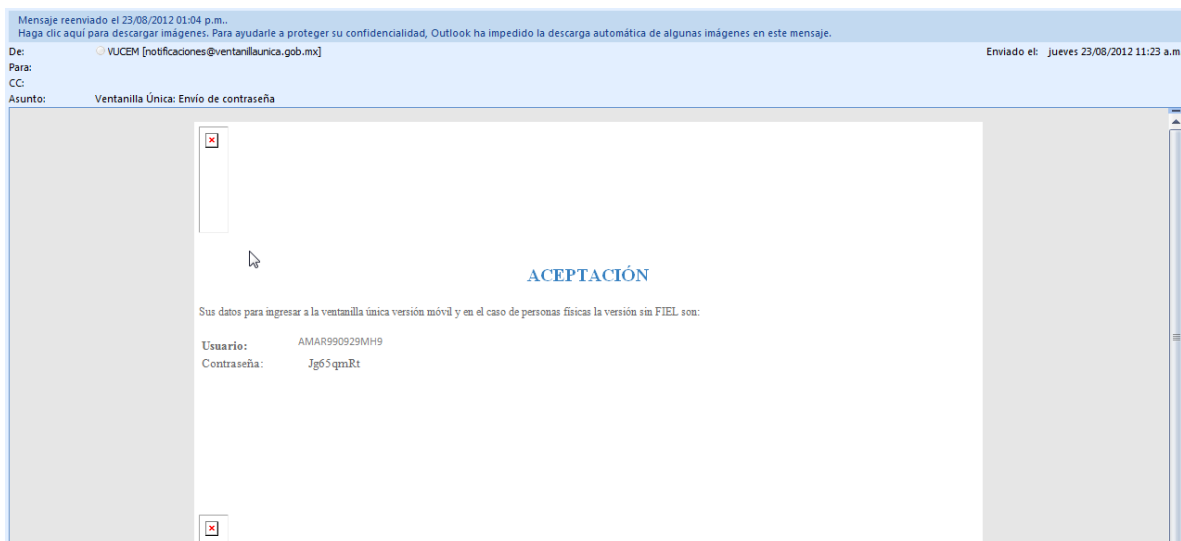 Mensaje reenviado el 23/08/2012 01:04 p.m..
Haga clic aquí para descargar imágenes. Para ayudarle a proteger su confidencialidad, Outlook ha impedido la descarga automática de algunas imágenes en este mensaje.
De: VUCEM [notificaciones@ventanillaunica.gob.mx] Enviado el: jueves 23/08/2012 11:23 a.m
Para:
CC:
Asunto: Ventanilla Única: Envío de contraseña
ACEPTACIÓN
Sus datos para ingresar a la ventanilla única versión móvil y en el caso de personas físicas la versión sin FIEL son:
Usuario: AMAR990929MH9
Contraseña: Jg65qmRt